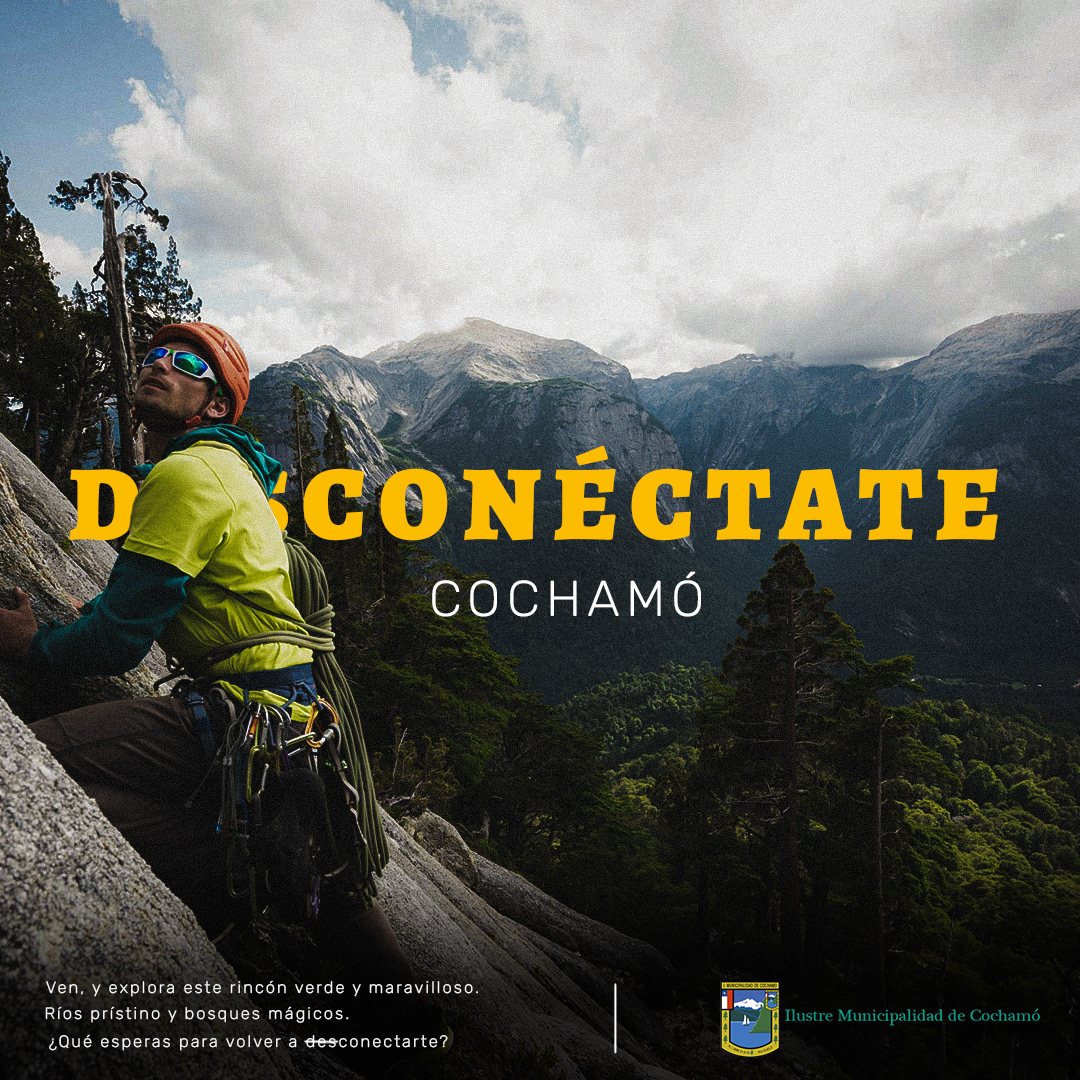 DESCONÉCTATE
COCHAMÓ
Ven, y explora este rincón verde y maravilloso.
Ríos prístino y bosques mágicos.
¿Qué esperas para volver a desconectarte?
I. MUNICIPALIDAD DE COCHAMO
Ilustre Municipalidad de Cochamó